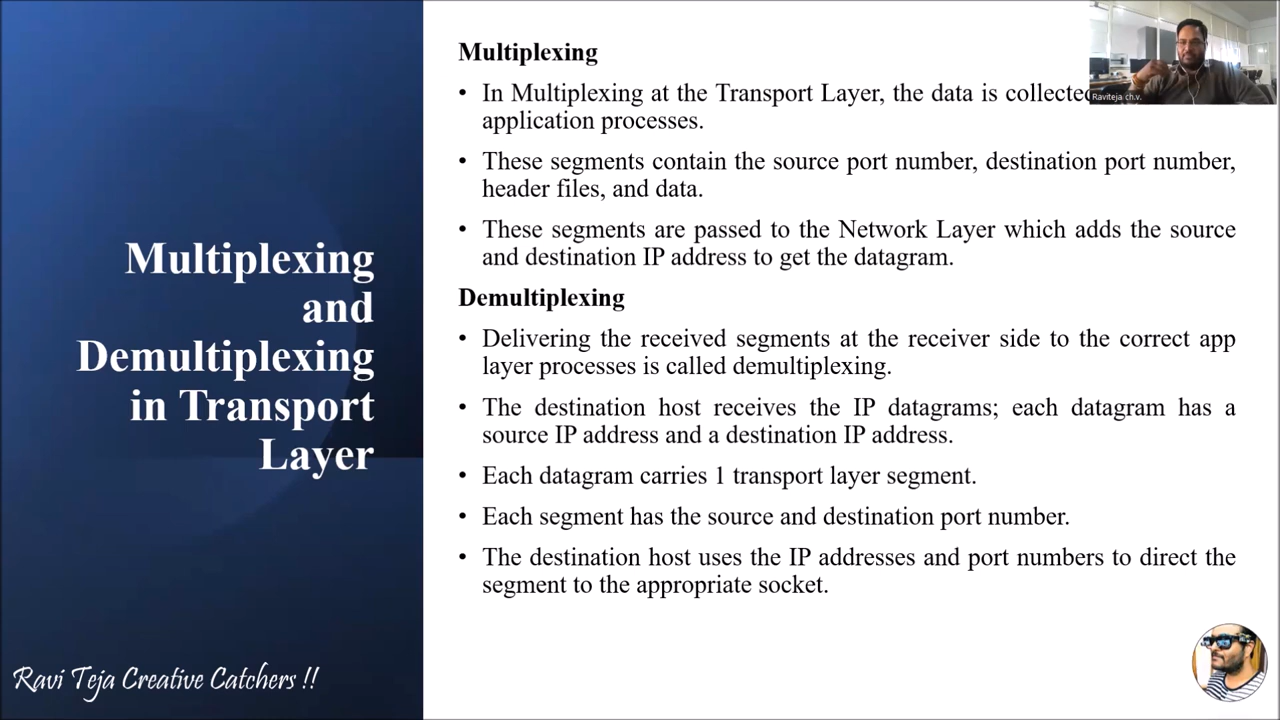 Multiplexing
and
Demultiplexing
in Transport
Layer
Ravi Teja Creative Catchers !!
Multiplexing
• In Multiplexing at the Transport Layer, the data is collected
application processes.
• These segments contain the source port number, destination port number,
header files, and data.
• These segments are passed to the Network Layer which adds the source
and destination IP address to get the datagram.
Demultiplexing
• Delivering the received segments at the receiver side to the correct app
layer processes is called demultiplexing.
• The destination host receives the IP datagrams; each datagram has a
source IP address and a destination IP address.
• Each datagram carries 1 transport layer segment.
• Each segment has the source and destination port number.
• The destination host uses the IP addresses and port numbers to direct the
segment to the appropriate socket.
Raviteja ch.v.